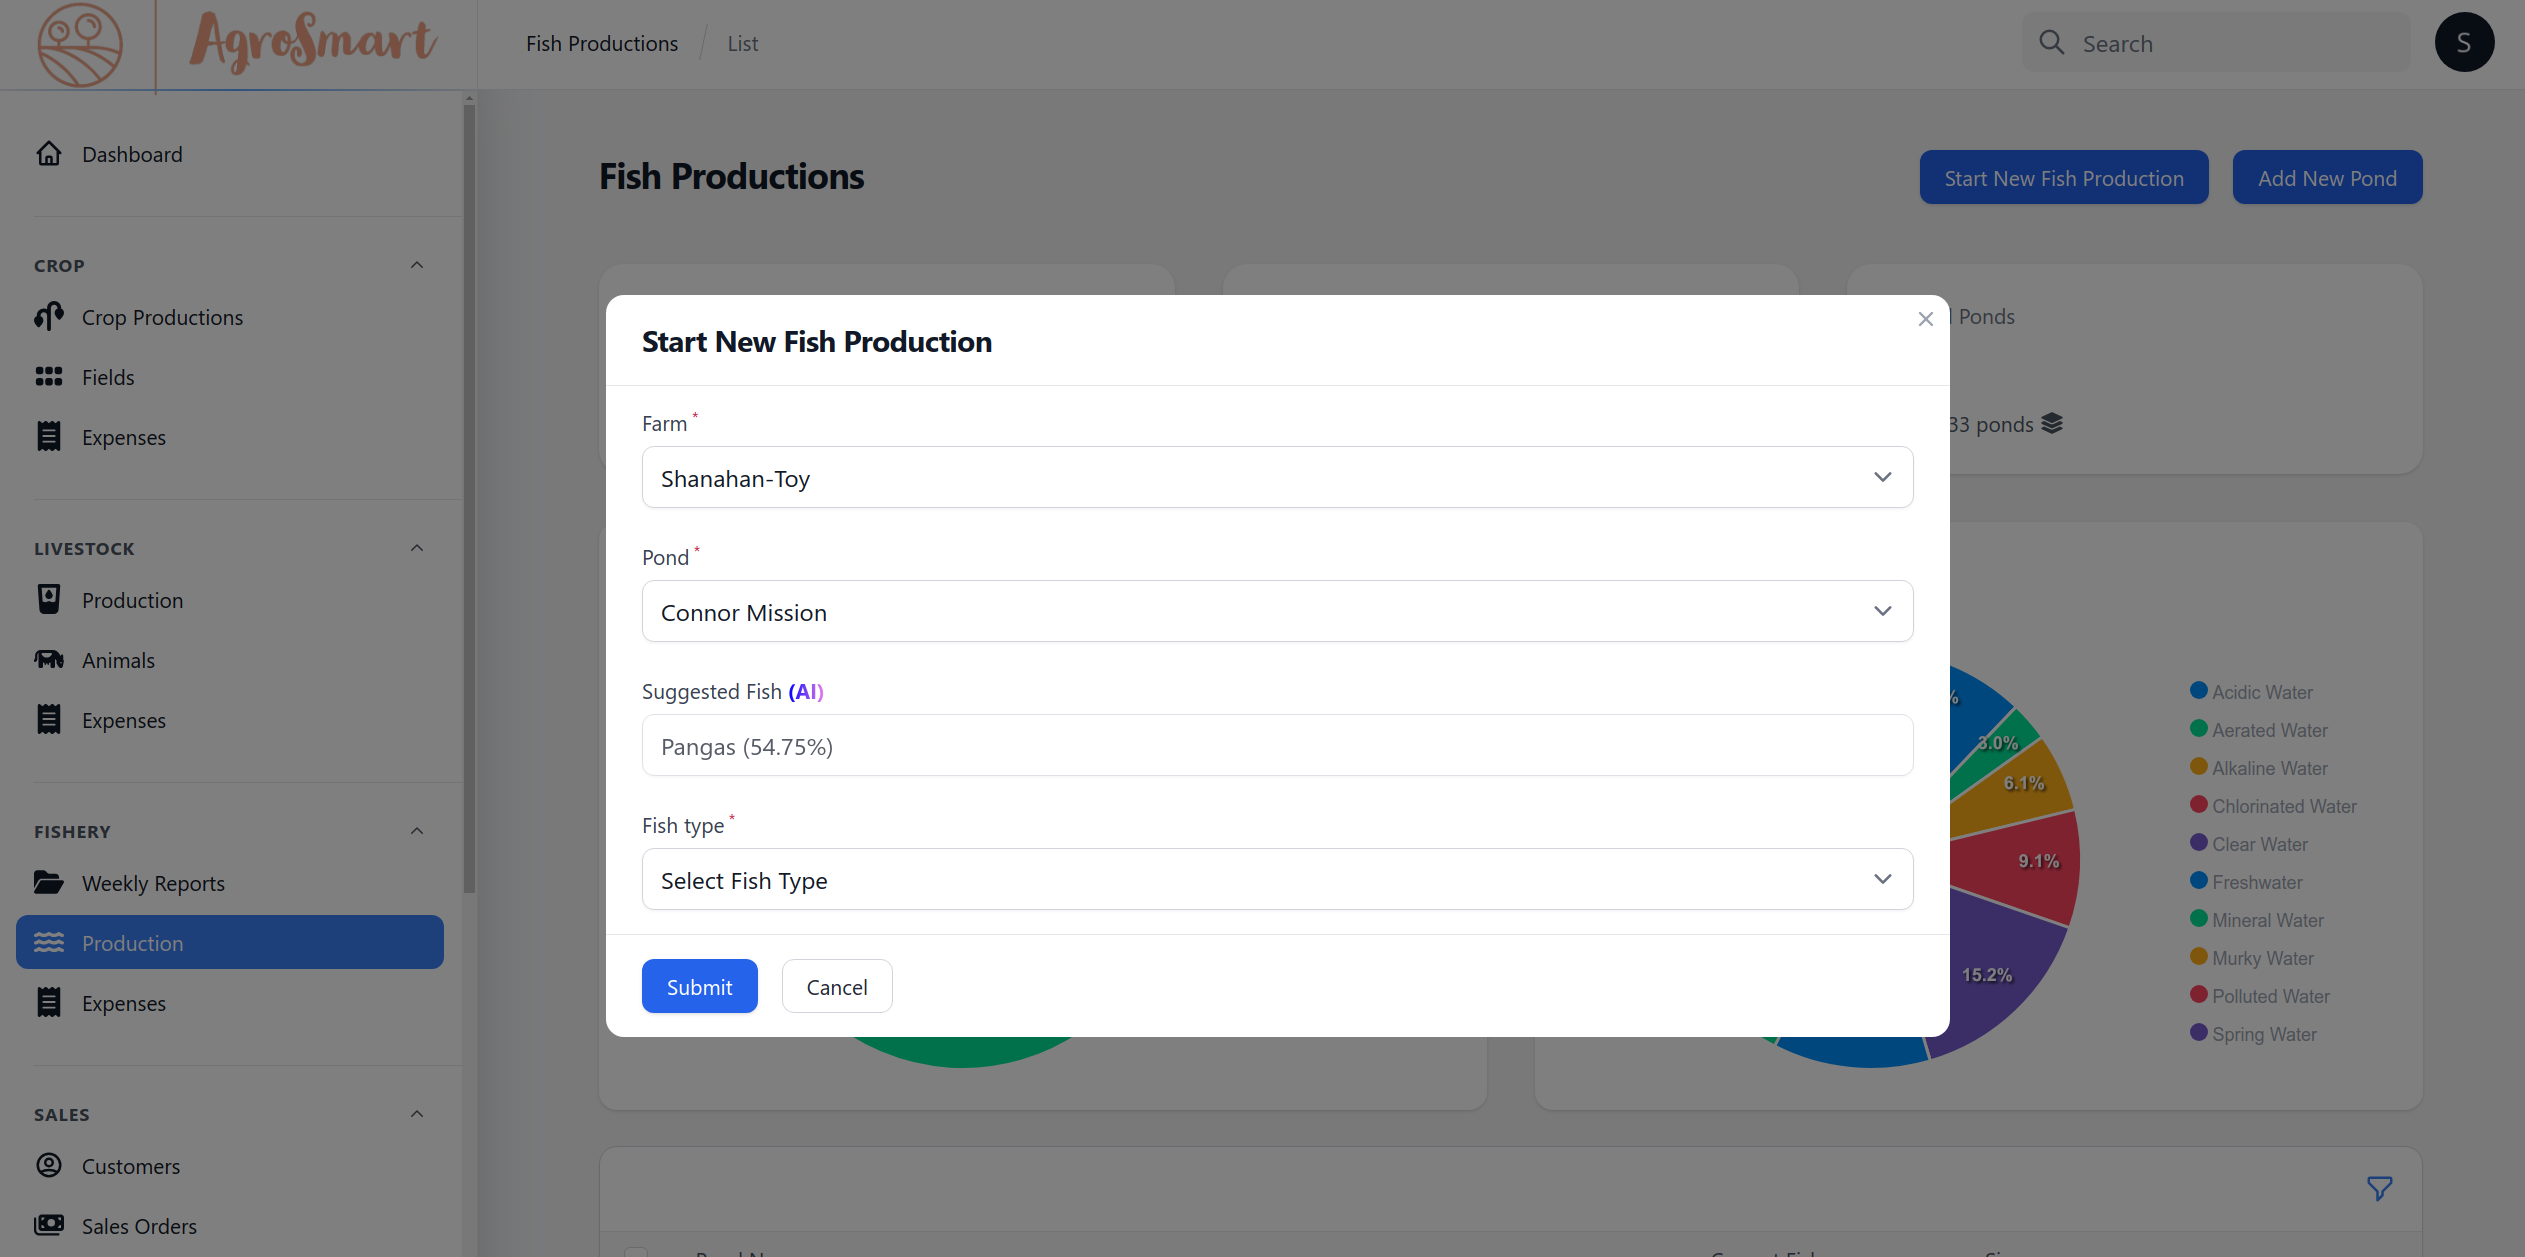 AgroSmart
Fish Productions
List
Search
S
Dashboard
CROP
Crop Productions
Fields
Expenses
LIVESTOCK
Production
Animals
Expenses
FISHERY
Weekly Reports
Production
Expenses
SALES
Customers
Sales Orders
Fish Productions
Start New Fish Production
Add New Pond
Ponds
33 ponds
Start New Fish Production
Farm *
Shanahan-Toy
Pond *
Connor Mission
Suggested Fish (AI)
Pangas (54.75%)
Fish type *
Select Fish Type
Submit
Cancel
%
3.0%
6.1%
9.1%
15.2%
Acidic Water
Aerated Water
Alkaline Water
Chlorinated Water
Clear Water
Freshwater
Mineral Water
Murky Water
Polluted Water
Spring Water